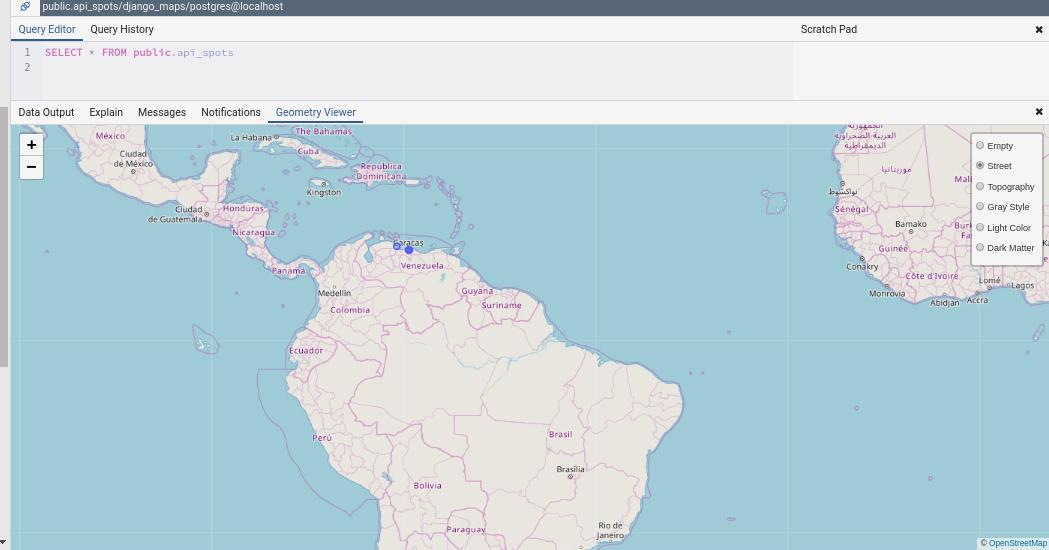 public.api_spots/django_maps/postgres@localhost
Query Editor Query History Scratch Pad
1 SELECT * FROM public.api_spots
2
Data Output Explain Messages Notifications Geometry Viewer
+
−
México
Ciudad
de México
La Habana
The Bahamas
Cuba
República
Dominicana
Kingston
Ciudad
de Guatemala
Honduras
Nicaragua
Panamá
Caracas
Venezuela
Medellín
Colombia
Guyana
Suriname
Ecuador
Perú
Brasil
Brasília
Bolivia
Paraguay
Rio de
Janeiro
الجمهورية
العربية الصحراوية
الديمقراطية
موريتانيا
نواكشوط
Mali
Sénégal
Bamako
Burk
Fas
Guinée
Conakry
Côte d'Ivoire
Monrovia
Abidjan
Accra
Lomé
Lagos
Empty
Street
Topography
Gray Style
Light Color
Dark Matter
© OpenStreetMap